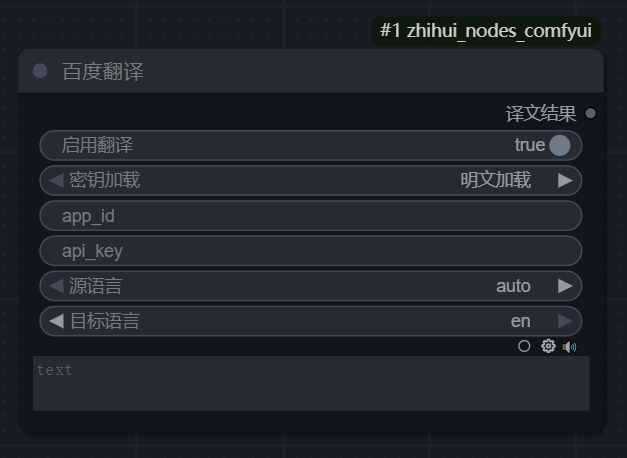 #1 zhihui_nodes_comfyui
百度翻译
译文结果
启用翻译 true
密钥加载 明文加载
app_id
api_key
源语言 auto
目标语言 en
text